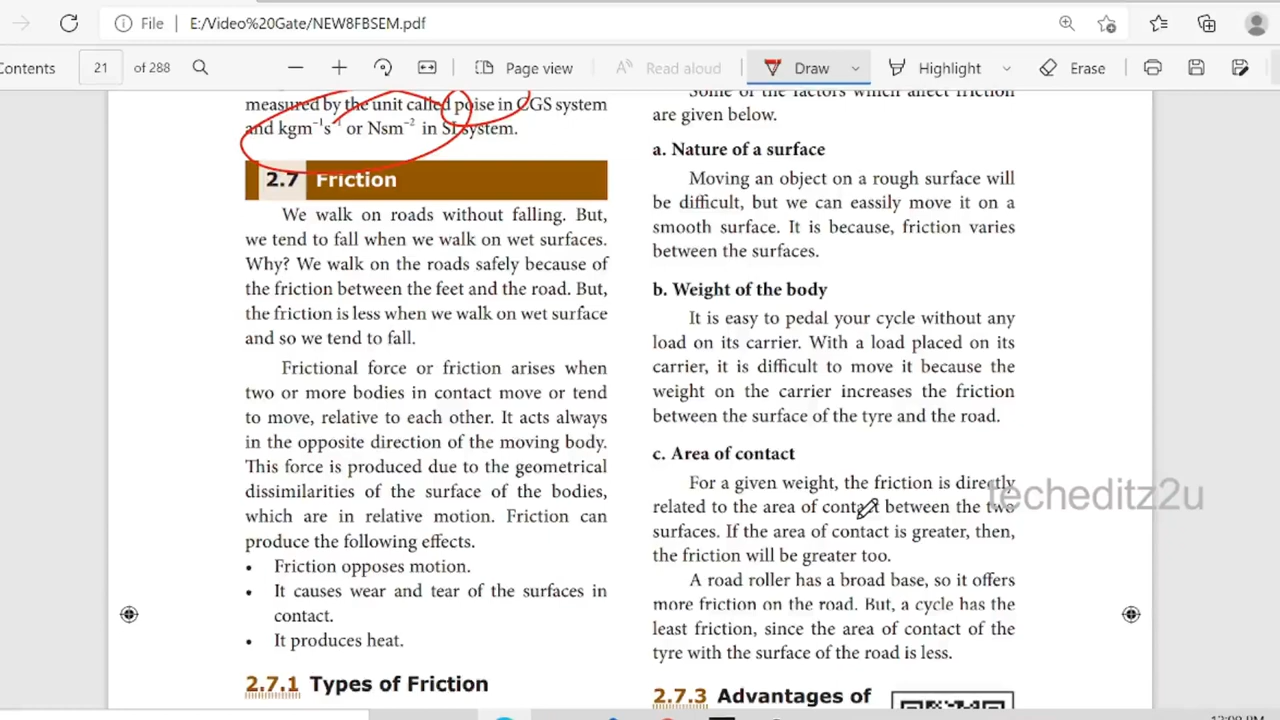 File
E:/Video%20Gate/NEW8FBSEM.pdf
Contents
21
of 288
Page view
Read aloud
Draw
Highlight
Erase
measured by the unit called poise in CGS system
and kgm⁻¹s⁻¹ or Nsm⁻² in SI system.
2.7 Friction
We walk on roads without falling. But,
we tend to fall when we walk on wet surfaces.
Why? We walk on the roads safely because of
the friction between the feet and the road. But,
the friction is less when we walk on wet surface
and so we tend to fall.
Frictional force or friction arises when
two or more bodies in contact move or tend
to move, relative to each other. It acts always
in the opposite direction of the moving body.
This force is produced due to the geometrical
dissimilarities of the surface of the bodies,
which are in relative motion. Friction can
produce the following effects.
• Friction opposes motion.
• It causes wear and tear of the surfaces in
contact.
• It produces heat.
2.7.1 Types of Friction
Some of the factors which affect friction
are given below.
a. Nature of a surface
Moving an object on a rough surface will
be difficult, but we can eassily move it on a
smooth surface. It is because, friction varies
between the surfaces.
b. Weight of the body
It is easy to pedal your cycle without any
load on its carrier. With a load placed on its
carrier, it is difficult to move it because the
weight on the carrier increases the friction
between the surface of the tyre and the road.
c. Area of contact
For a given weight, the friction is directly
related to the area of contact between the two
surfaces. If the area of contact is greater, then,
the friction will be greater too.
A road roller has a broad base, so it offers
more friction on the road. But, a cycle has the
least friction, since the area of contact of the
tyre with the surface of the road is less.
2.7.3 Advantages of
techeditz2u